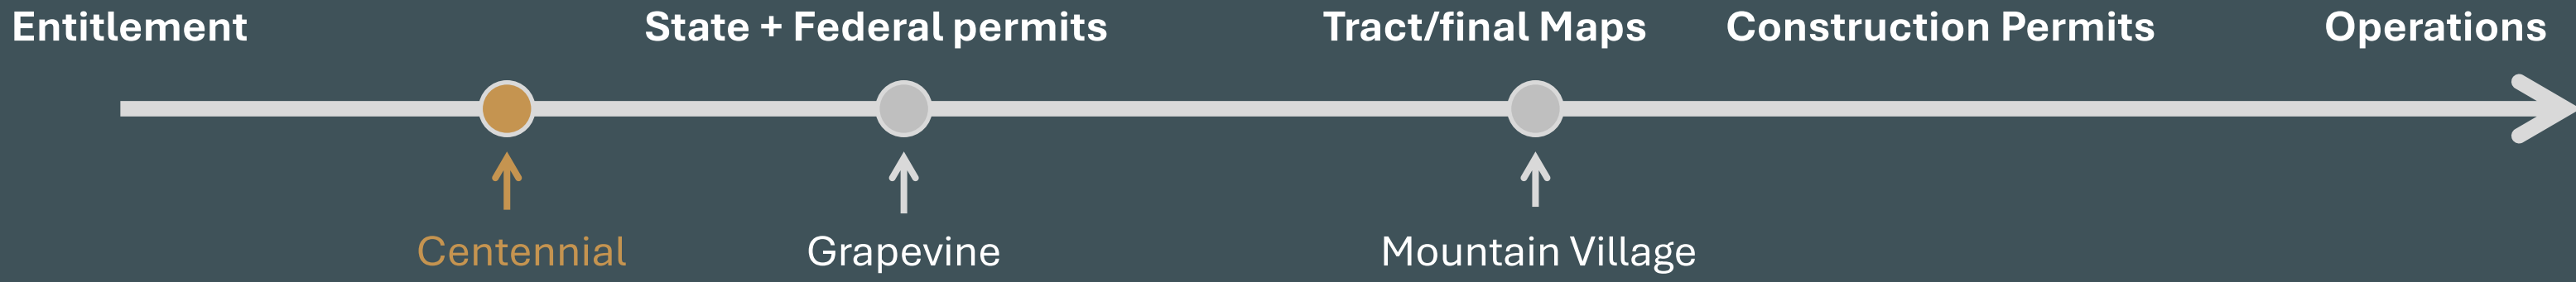 Entitlement State + Federal permits Tract/final Maps Construction Permits Operations
Centennial Grapevine Mountain Village